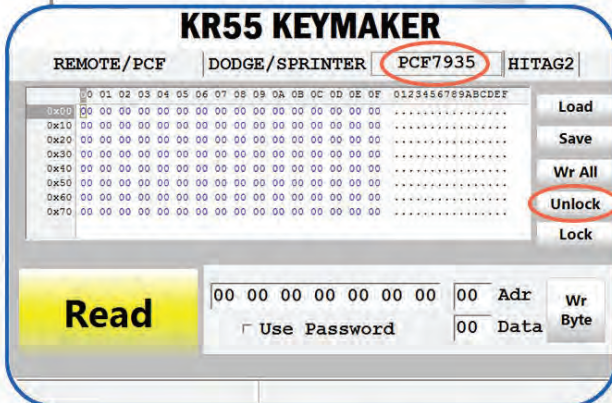 KR55 KEYMAKER
REMOTE/PCF DODGE/SPRINTER PCF7935 HITAG2
00 01 02 03 04 05 06 07 08 09 0A 0B 0C 0D 0E 0F 0123456789ABCDEF
0x00 00 00 00 00 00 00 00 00 00 00 00 00 00 00 00 00 ................
0x10 00 00 00 00 00 00 00 00 00 00 00 00 00 00 00 00 ................
0x20 00 00 00 00 00 00 00 00 00 00 00 00 00 00 00 00 ................
0x30 00 00 00 00 00 00 00 00 00 00 00 00 00 00 00 00 ................
0x40 00 00 00 00 00 00 00 00 00 00 00 00 00 00 00 00 ................
0x50 00 00 00 00 00 00 00 00 00 00 00 00 00 00 00 00 ................
0x60 00 00 00 00 00 00 00 00 00 00 00 00 00 00 00 00 ................
0x70 00 00 00 00 00 00 00 00 00 00 00 00 00 00 00 00 ................
Load
Save
Wr All
Unlock
Lock
Read
00 00 00 00 00 00 00 00 Adr
Use Password 00 Data
Wr
Byte